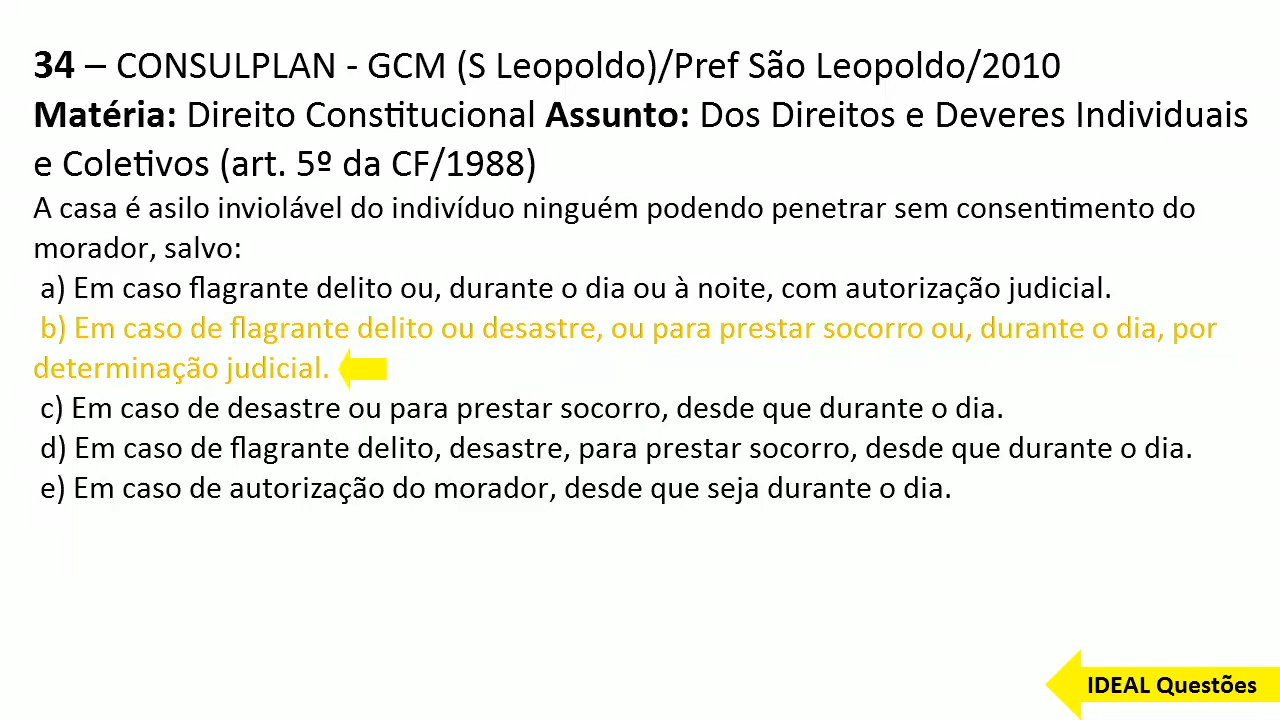 34 – CONSULPLAN - GCM (S Leopoldo)/Pref São Leopoldo/2010
Matéria: Direito Constitucional Assunto: Dos Direitos e Deveres Individuais
e Coletivos (art. 5º da CF/1988)
A casa é asilo inviolável do indivíduo ninguém podendo penetrar sem consentimento do
morador, salvo:
a) Em caso flagrante delito ou, durante o dia ou à noite, com autorização judicial.
b) Em caso de flagrante delito ou desastre, ou para prestar socorro ou, durante o dia, por
determinação judicial.
c) Em caso de desastre ou para prestar socorro, desde que durante o dia.
d) Em caso de flagrante delito, desastre, para prestar socorro, desde que durante o dia.
e) Em caso de autorização do morador, desde que seja durante o dia.
IDEAL Questões